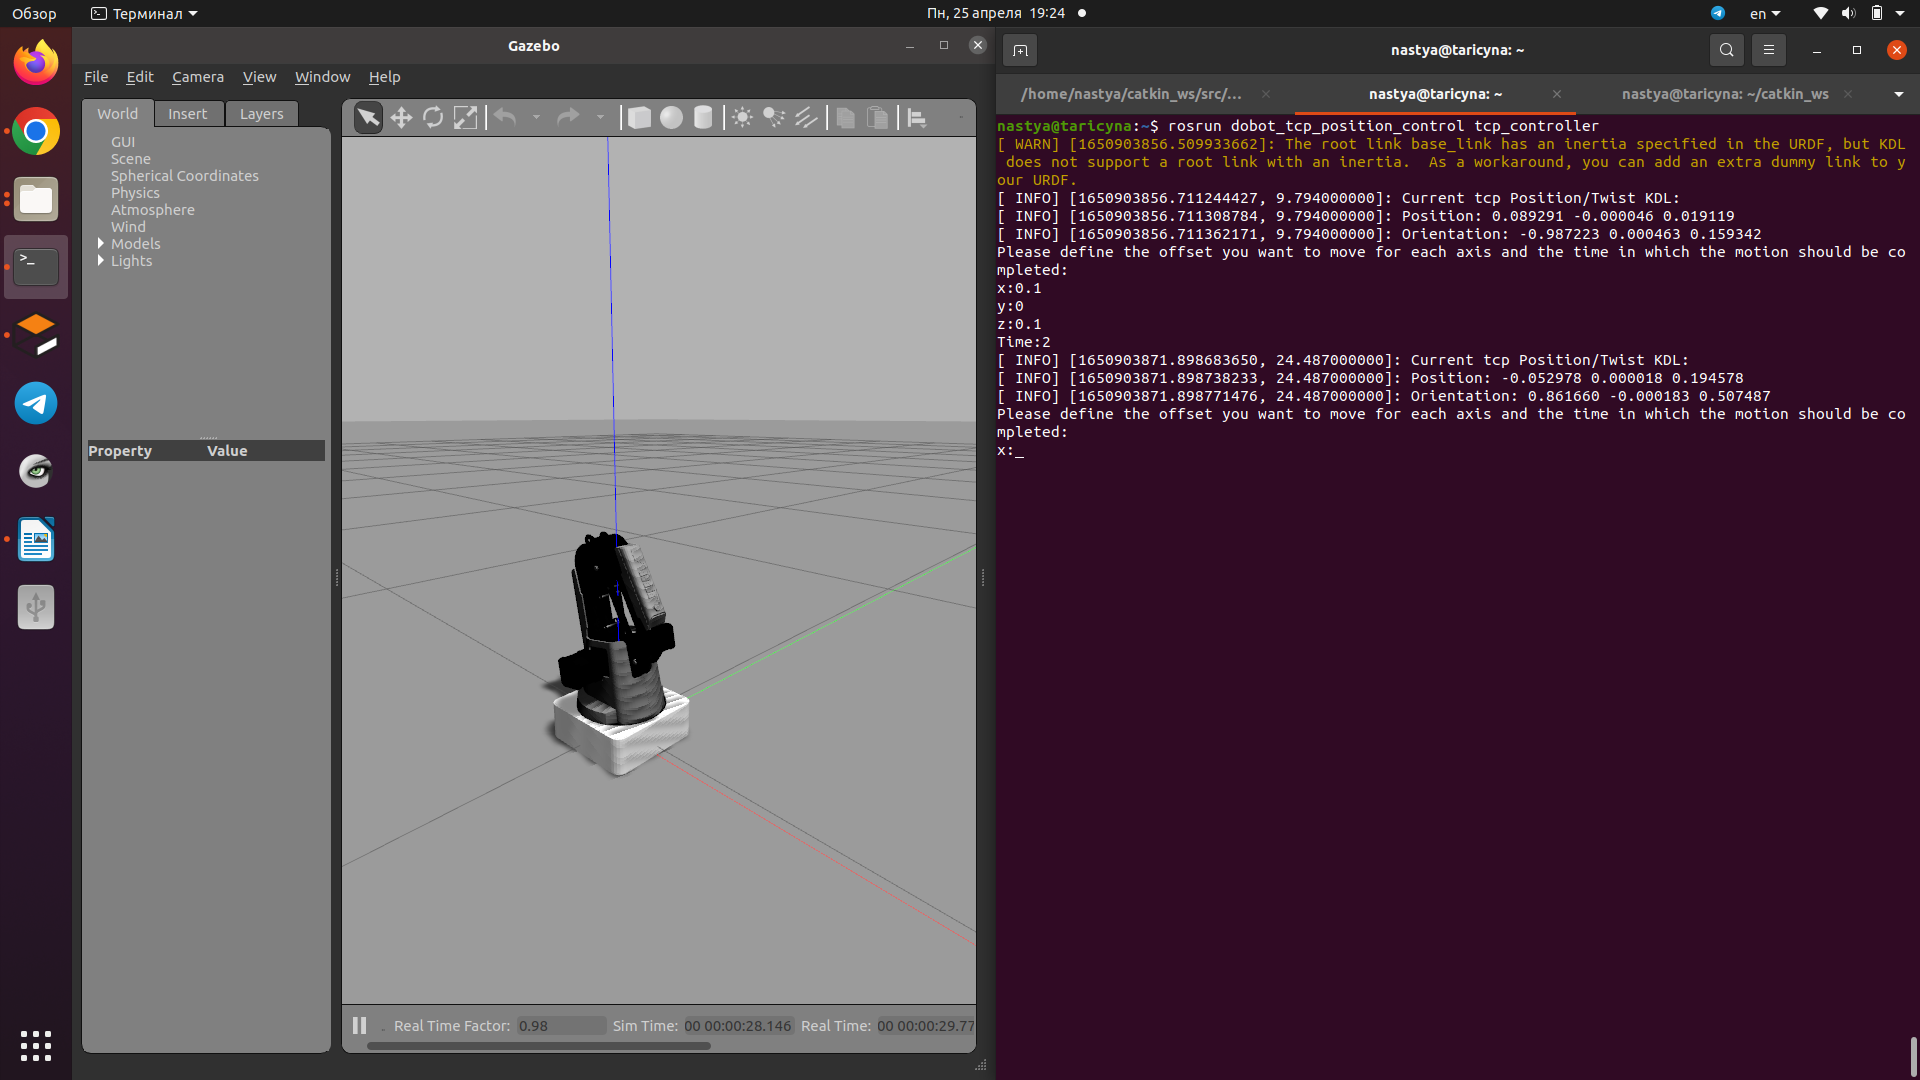 Обзор
Терминал
Пн, 25 апреля 19:24
en
Gazebo
File Edit Camera View Window Help
World Insert Layers
GUI
Scene
Spherical Coordinates
Physics
Atmosphere
Wind
Models
Lights
Property Value
Real Time Factor: 0.98 Sim Time: 00 00:00:28.146 Real Time: 00 00:00:29.77
nastya@taricyna: ~
/home/nastya/catkin_ws/src/... nastya@taricyna: ~ nastya@taricyna: ~/catkin_ws
nastya@taricyna:~$ rosrun dobot_tcp_position_control tcp_controller
[ WARN] [1650903856.509933662]: The root link base_link has an inertia specified in the URDF, but KDL
does not support a root link with an inertia.  As a workaround, you can add an extra dummy link to y
our URDF.
[ INFO] [1650903856.711244427, 9.794000000]: Current tcp Position/Twist KDL:
[ INFO] [1650903856.711308784, 9.794000000]: Position: 0.089291 -0.000046 0.019119
[ INFO] [1650903856.711362171, 9.794000000]: Orientation: -0.987223 0.000463 0.159342
Please define the offset you want to move for each axis and the time in which the motion should be co
mpleted:
x:0.1
y:0
z:0.1
Time:2
[ INFO] [1650903871.898683650, 24.487000000]: Current tcp Position/Twist KDL:
[ INFO] [1650903871.898738233, 24.487000000]: Position: -0.052978 0.000018 0.194578
[ INFO] [1650903871.898771476, 24.487000000]: Orientation: 0.861660 -0.000183 0.507487
Please define the offset you want to move for each axis and the time in which the motion should be co
mpleted:
x:_